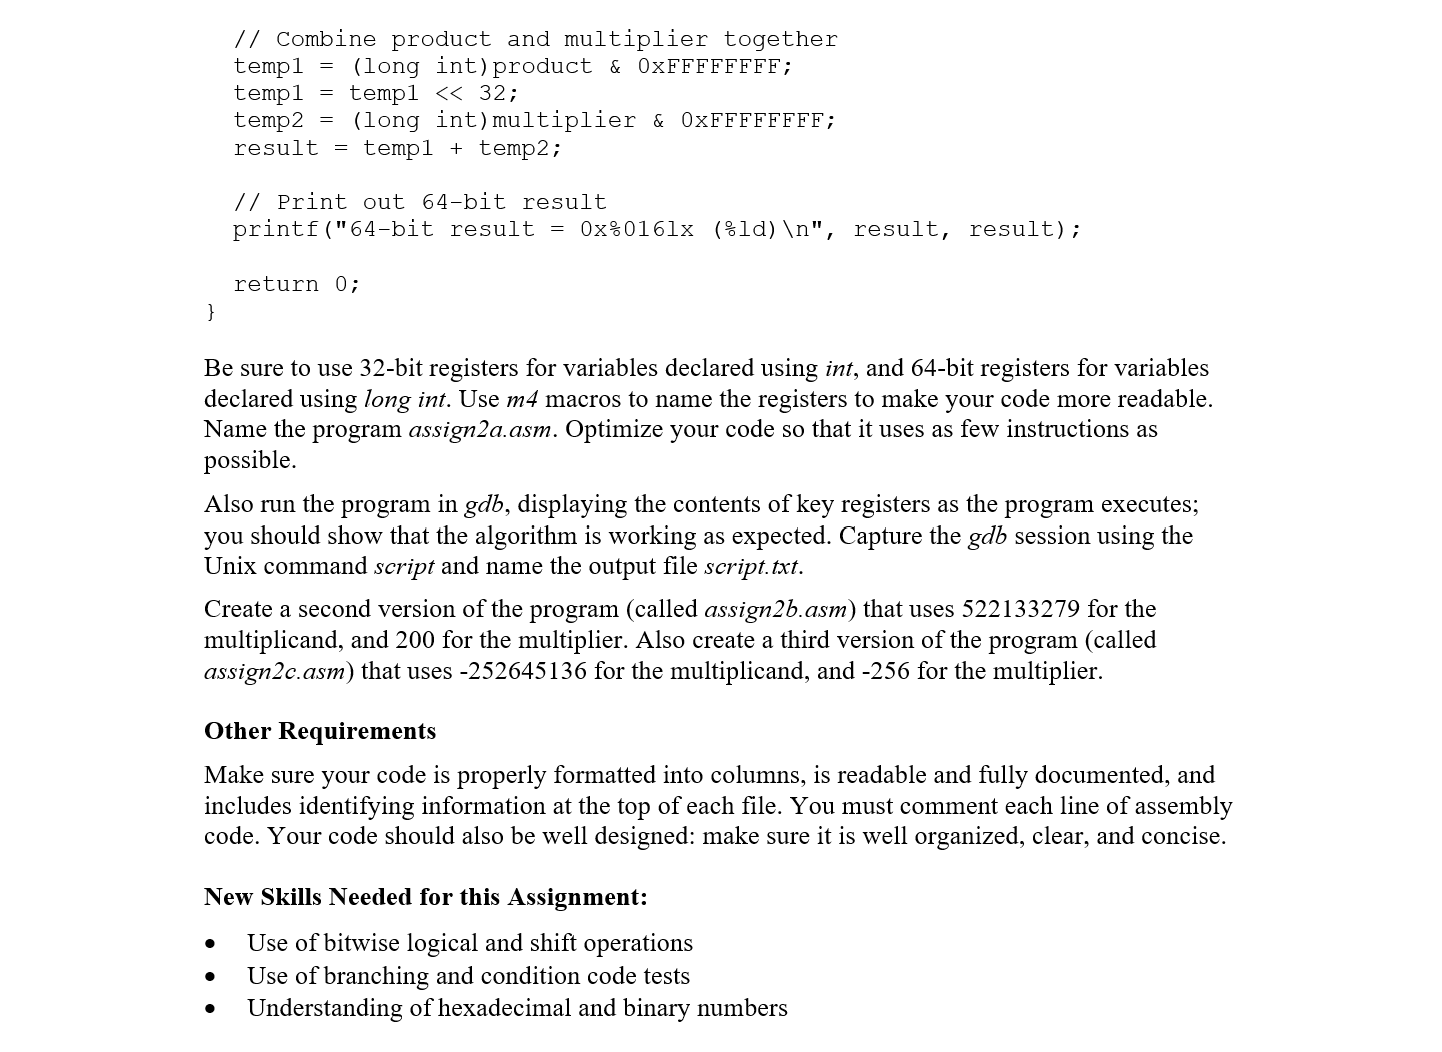 // Combine product and multiplier together
temp1 = (long int)product & 0xFFFFFFFF;
temp1 = temp1 << 32;
temp2 = (long int)multiplier & 0xFFFFFFFF;
result = temp1 + temp2;
// Print out 64-bit result
printf("64-bit result = 0x%016lx (%ld)\n", result, result);
return 0;
}
Be sure to use 32-bit registers for variables declared using int, and 64-bit registers for variables
declared using long int. Use m4 macros to name the registers to make your code more readable.
Name the program assign2a.asm. Optimize your code so that it uses as few instructions as
possible.
Also run the program in gdb, displaying the contents of key registers as the program executes;
you should show that the algorithm is working as expected. Capture the gdb session using the
Unix command script and name the output file script.txt.
Create a second version of the program (called assign2b.asm) that uses 522133279 for the
multiplicand, and 200 for the multiplier. Also create a third version of the program (called
assign2c.asm) that uses -252645136 for the multiplicand, and -256 for the multiplier.
Other Requirements
Make sure your code is properly formatted into columns, is readable and fully documented, and
includes identifying information at the top of each file. You must comment each line of assembly
code. Your code should also be well designed: make sure it is well organized, clear, and concise.
New Skills Needed for this Assignment:
• Use of bitwise logical and shift operations
• Use of branching and condition code tests
• Understanding of hexadecimal and binary numbers